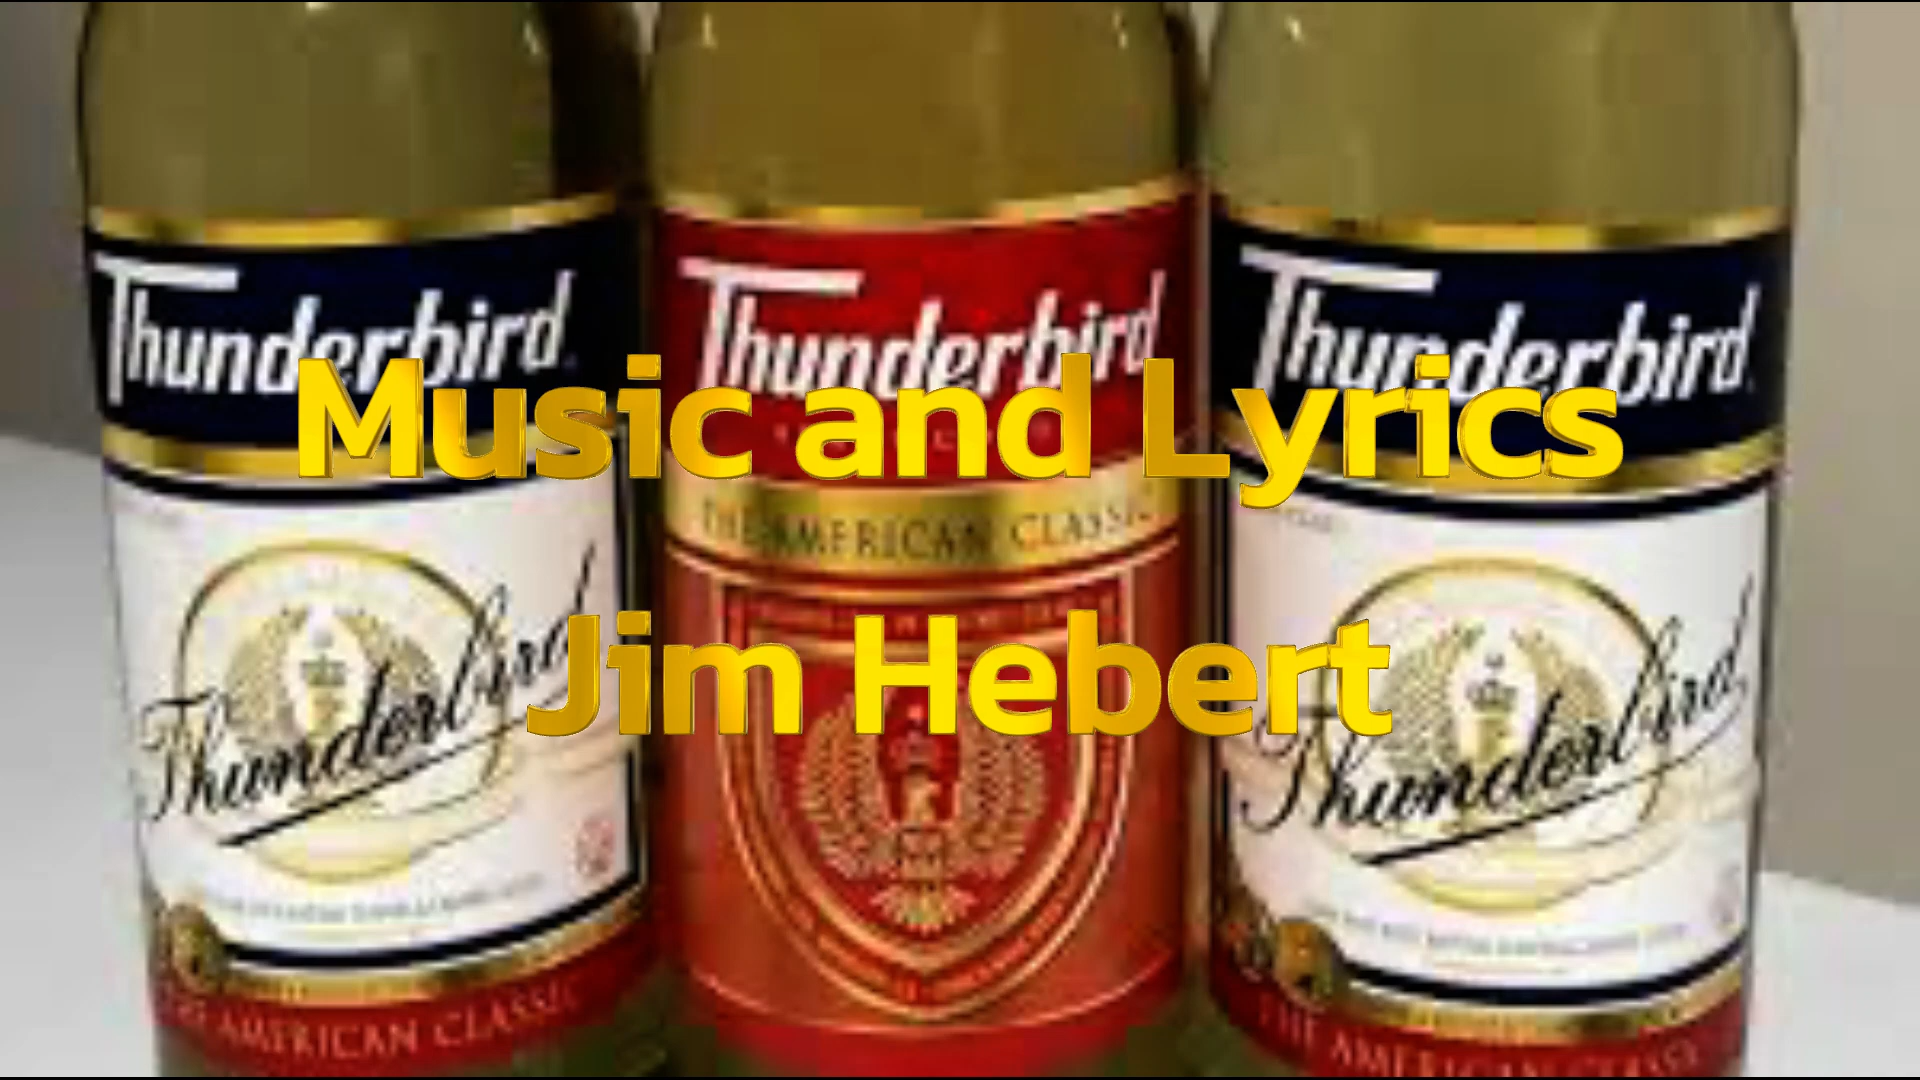 Thunderbird
Thunderbird
Thunderbird
Music and Lyrics
THE AMERICAN CLASSIC
Thunderbird
Jim Hebert
Thunderbird
THE AMERICAN CLASSIC
THE AMERICAN CLASSIC